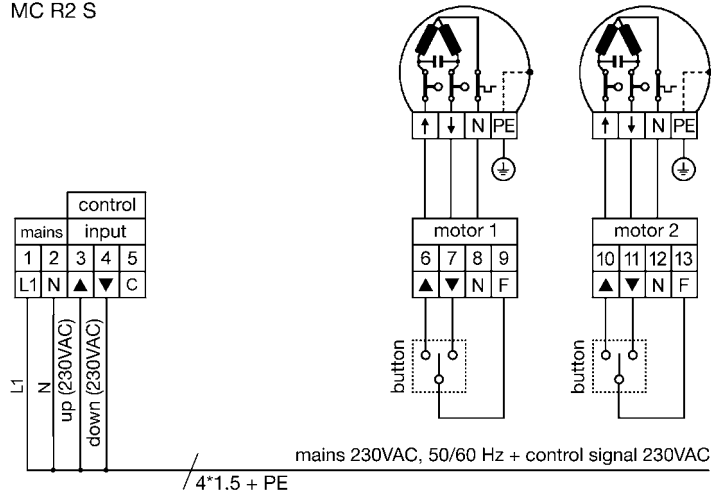 MC R2 S
↑ ↓ N PE
↑ ↓ N PE
control
mains input
1 2 3 4 5
L1 N ▲ ▼ C
motor 1
6 7 8 9
▲ ▼ N F
motor 2
10 11 12 13
▲ ▼ N F
button
button
L1
N
up (230VAC)
down (230VAC)
mains 230VAC, 50/60 Hz + control signal 230VAC
4*1.5 + PE